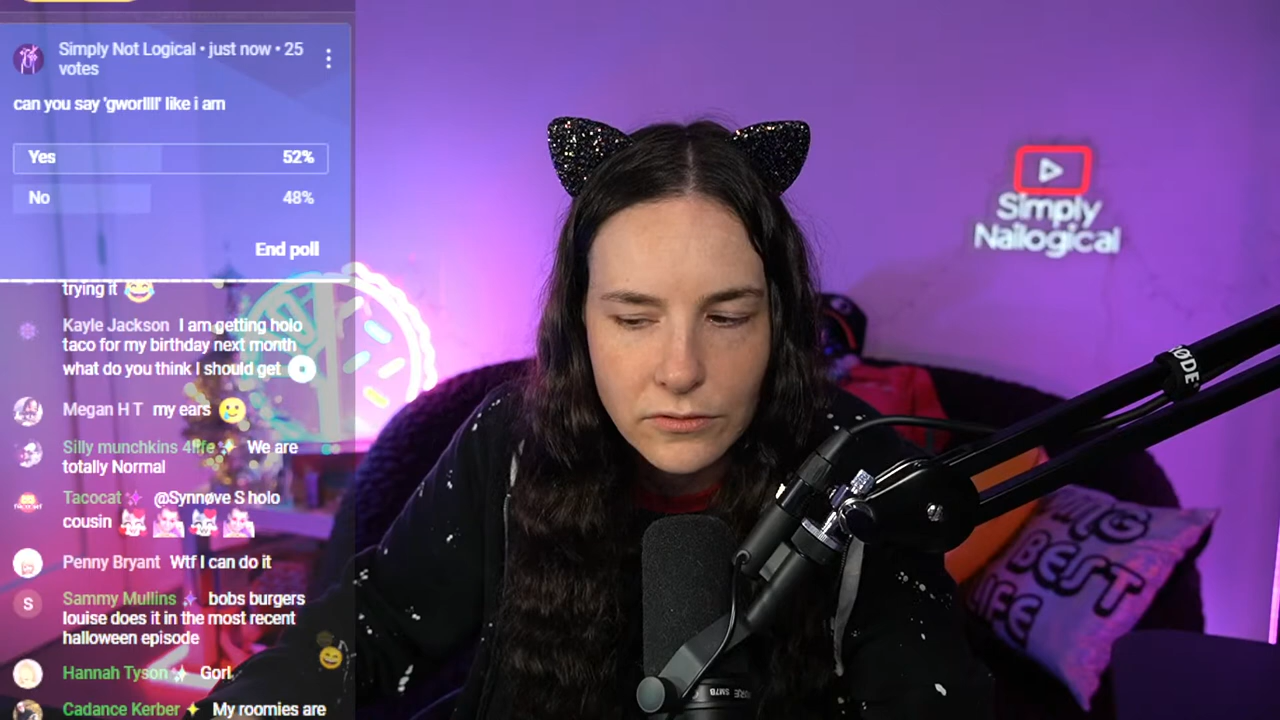 Simply Not Logical • just now • 25
votes
can you say 'gworllll' like i am
Yes 52%
No 48%
End poll
trying it
Kayle Jackson I am getting holo
taco for my birthday next month
what do you think I should get
Megan H T my ears
Silly munchkins 4life We are
totally Normal
Tacocat @Synnøve S holo
cousin
Penny Bryant Wtf I can do it
S
Sammy Mullins bobs burgers
louise does it in the most recent
halloween episode
Hannah Tyson Gorl
Cadance Kerber My roomies are
Simply
Nailogical
RØDE
BEST
LIFE
SM7B